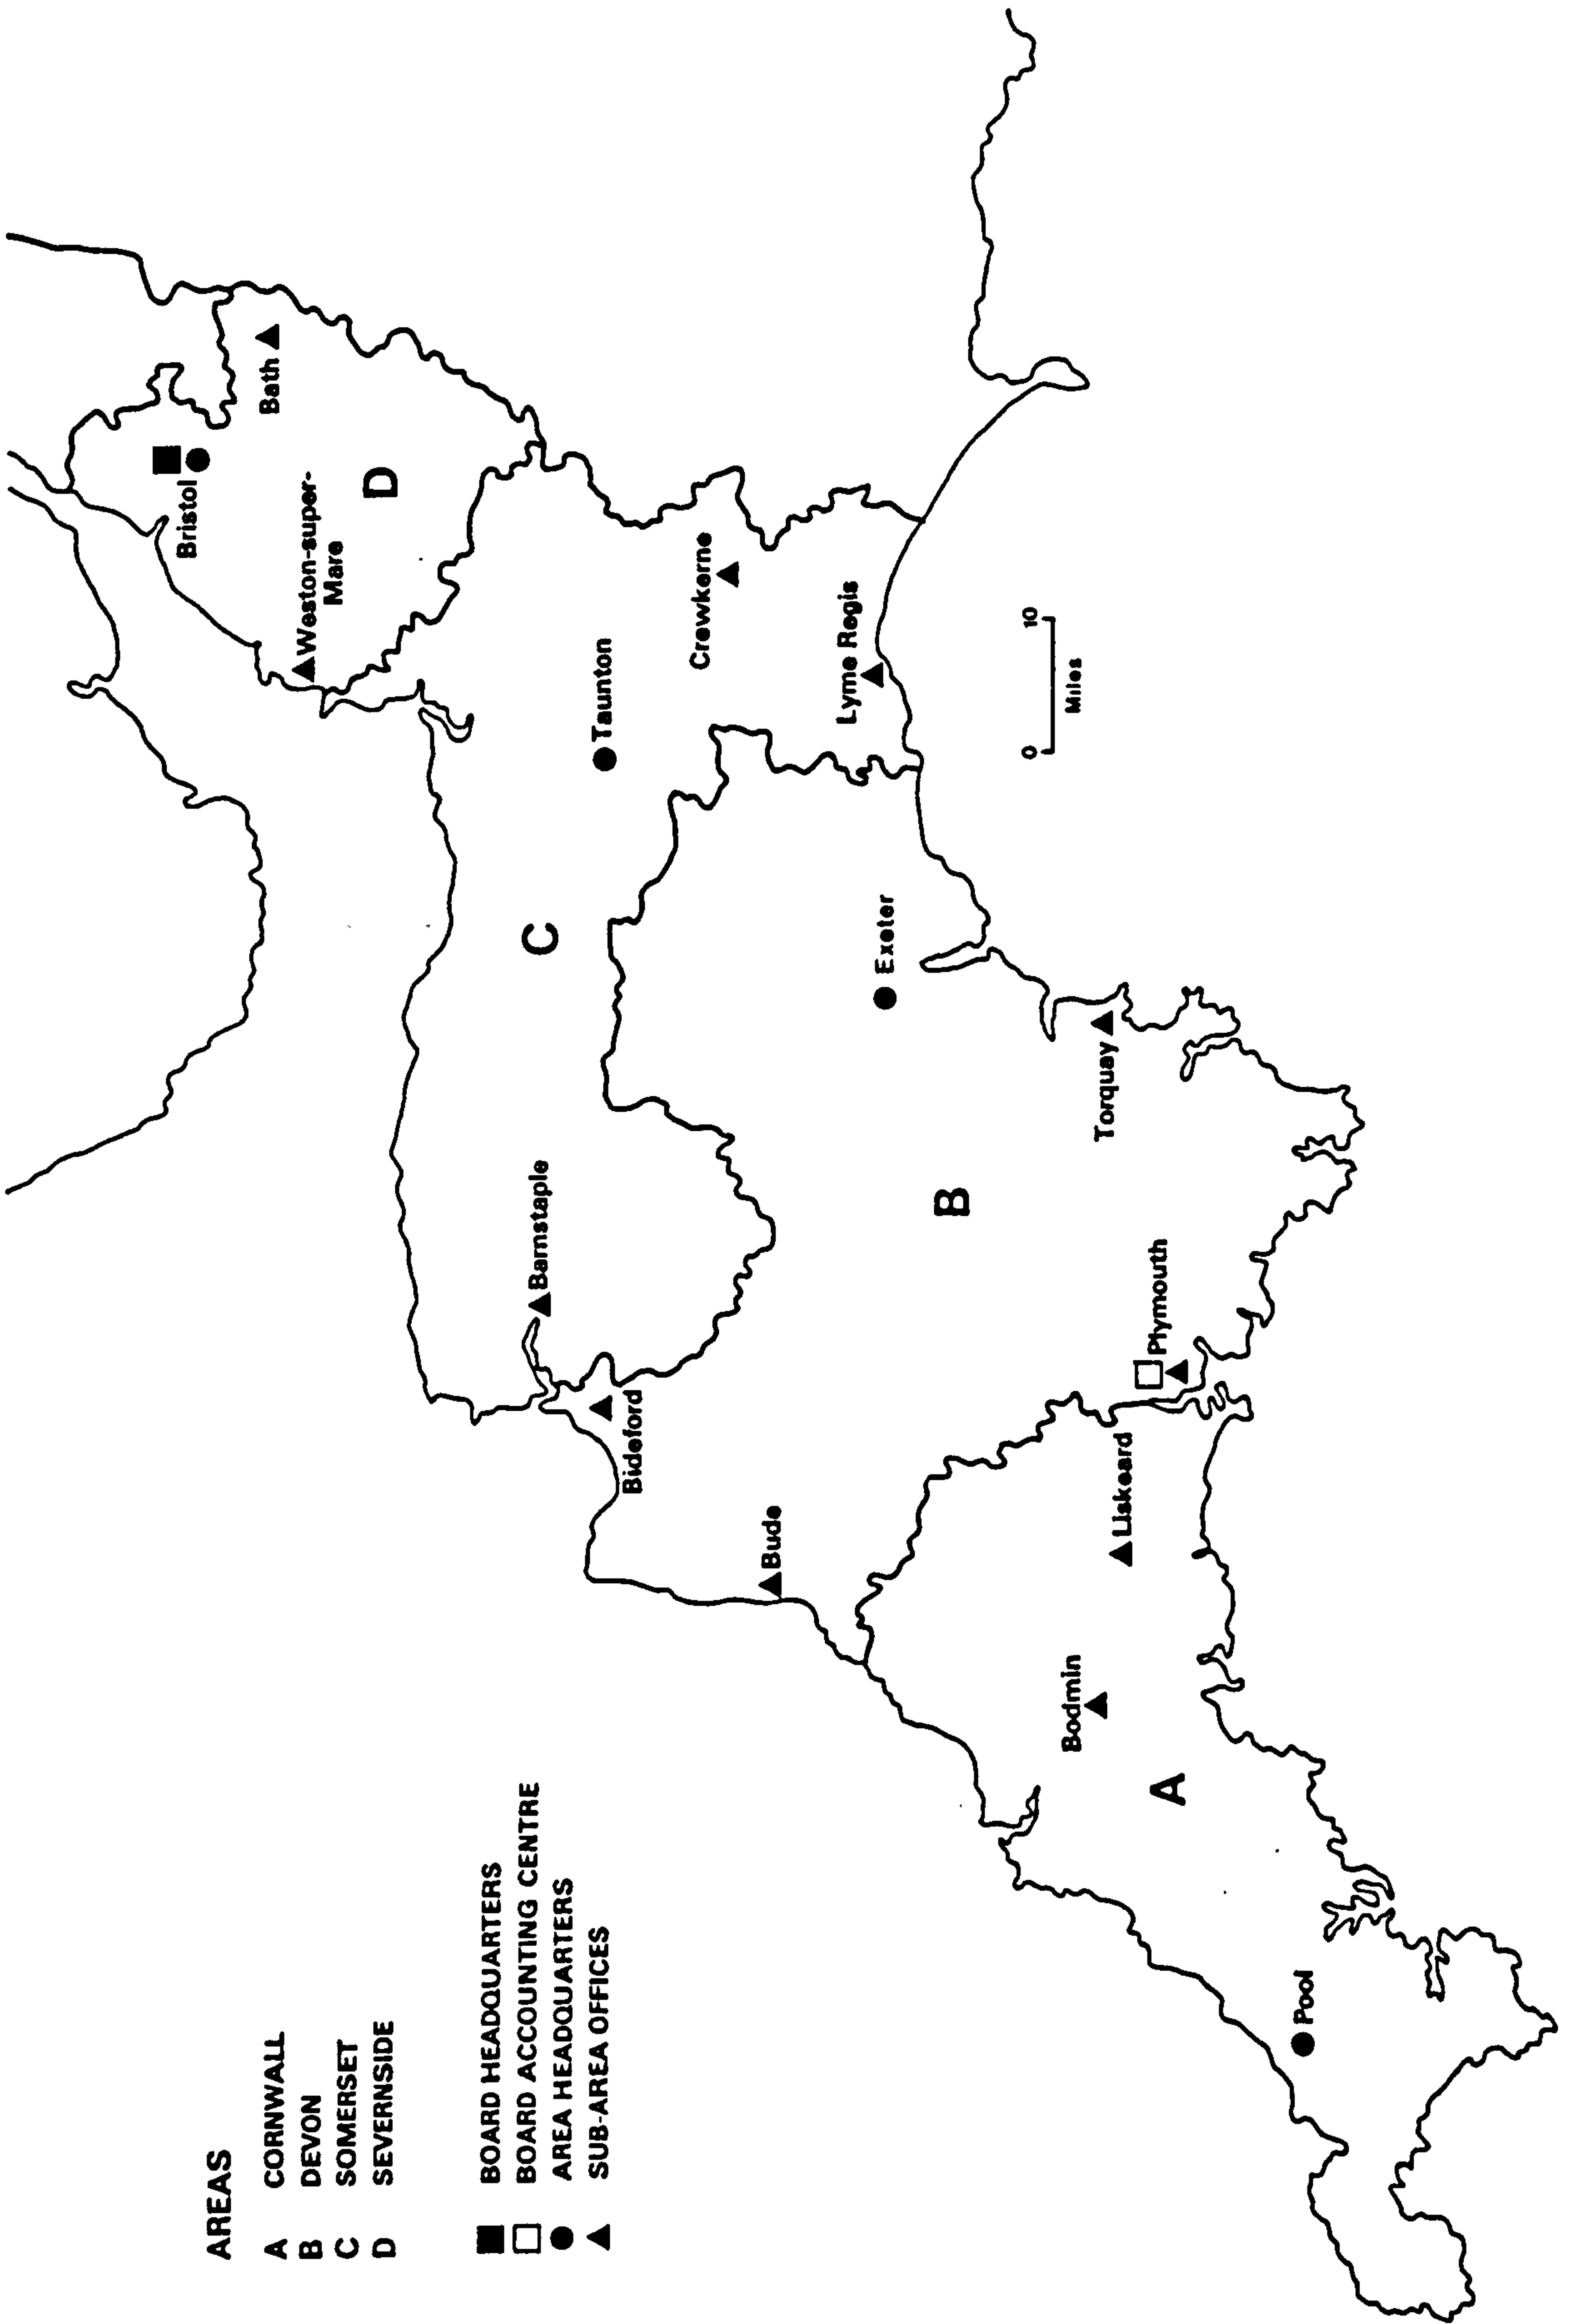 AREAS
A CORNWALL
B DEVON
C SOMERSET
D SEVERNSIDE
BOARD HEADQUARTERS
BOARD ACCOUNTING CENTRE
AREA HEADQUARTERS
SUB-AREA OFFICES
Bristol
Bath
Weston-super-
Mare
D
Barnstaple
C
Taunton
Bideford
Crewkerne
Bude
Lyme Regis
Exeter
B
0 10
Miles
Bodmin
Liskeard
Torquay
Plymouth
A
Pool